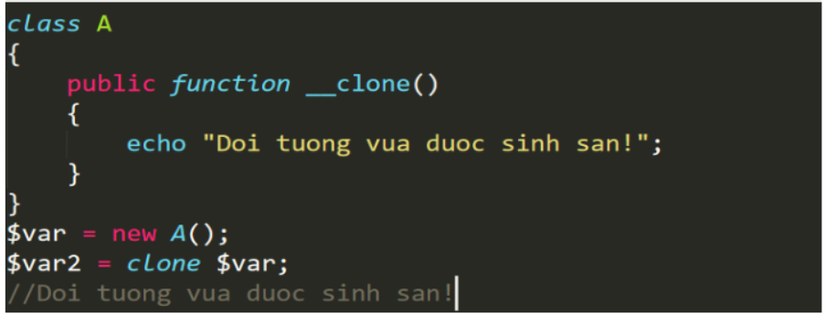 class A
{
    public function __clone()
    {
        echo "Doi tuong vua duoc sinh san!";
    }
}
$var = new A();
$var2 = clone $var;
//Doi tuong vua duoc sinh san!